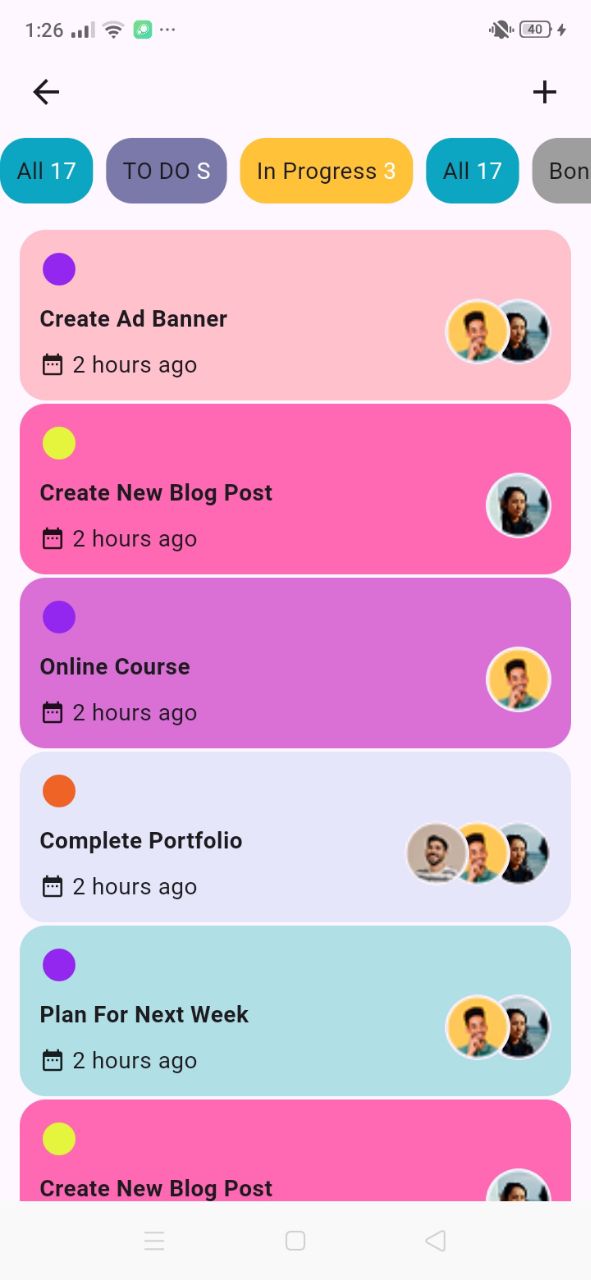 1:26
40
All 17
TO DO S
In Progress 3
All 17
Bon
Create Ad Banner
2 hours ago
Create New Blog Post
2 hours ago
Online Course
2 hours ago
Complete Portfolio
2 hours ago
Plan For Next Week
2 hours ago
Create New Blog Post